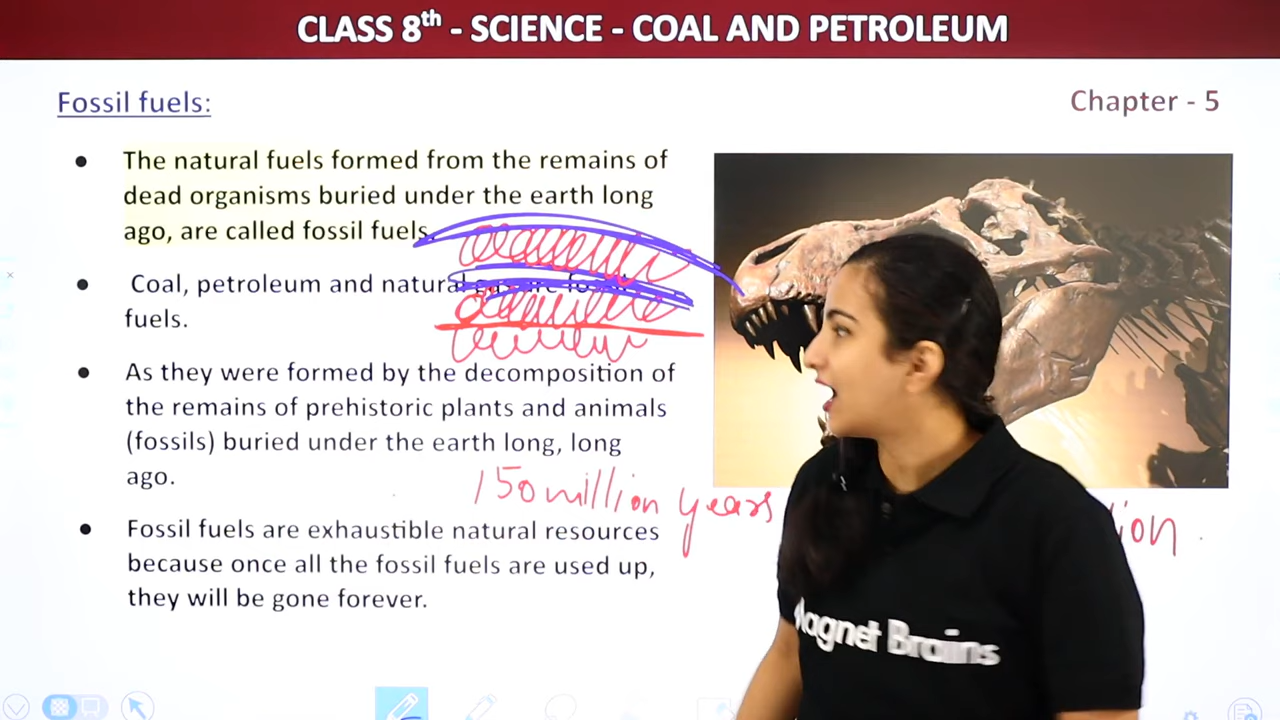 CLASS 8th - SCIENCE - COAL AND PETROLEUM
Fossil fuels:
Chapter - 5
● The natural fuels formed from the remains of
dead organisms buried under the earth long
ago, are called fossil fuels.
● Coal, petroleum and natural gas are fossil
fuels.
● As they were formed by the decomposition of
the remains of prehistoric plants and animals
(fossils) buried under the earth long, long
ago.
150 million years
● Fossil fuels are exhaustible natural resources
because once all the fossil fuels are used up,
they will be gone forever.
Magnet Brains